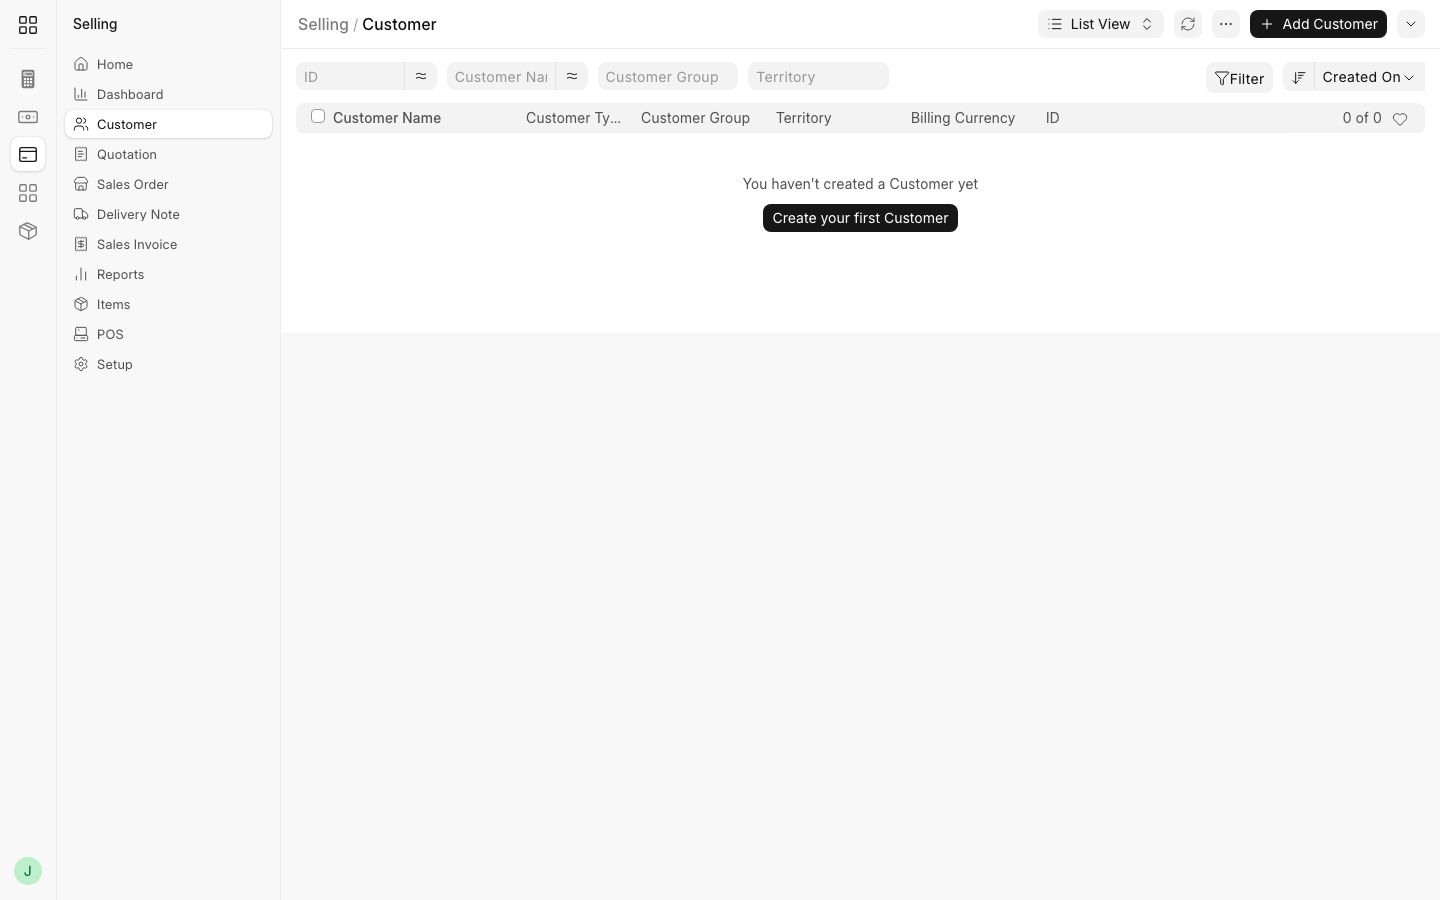 Selling
Home
Dashboard
Customer
Quotation
Sales Order
Delivery Note
Sales Invoice
Reports
Items
POS
Setup
J
Selling / Customer
List View
Add Customer
ID
≈
Customer Nar
≈
Customer Group
Territory
Filter
Created On
Customer Name
Customer Ty...
Customer Group
Territory
Billing Currency
ID
0 of 0
You haven't created a Customer yet
Create your first Customer